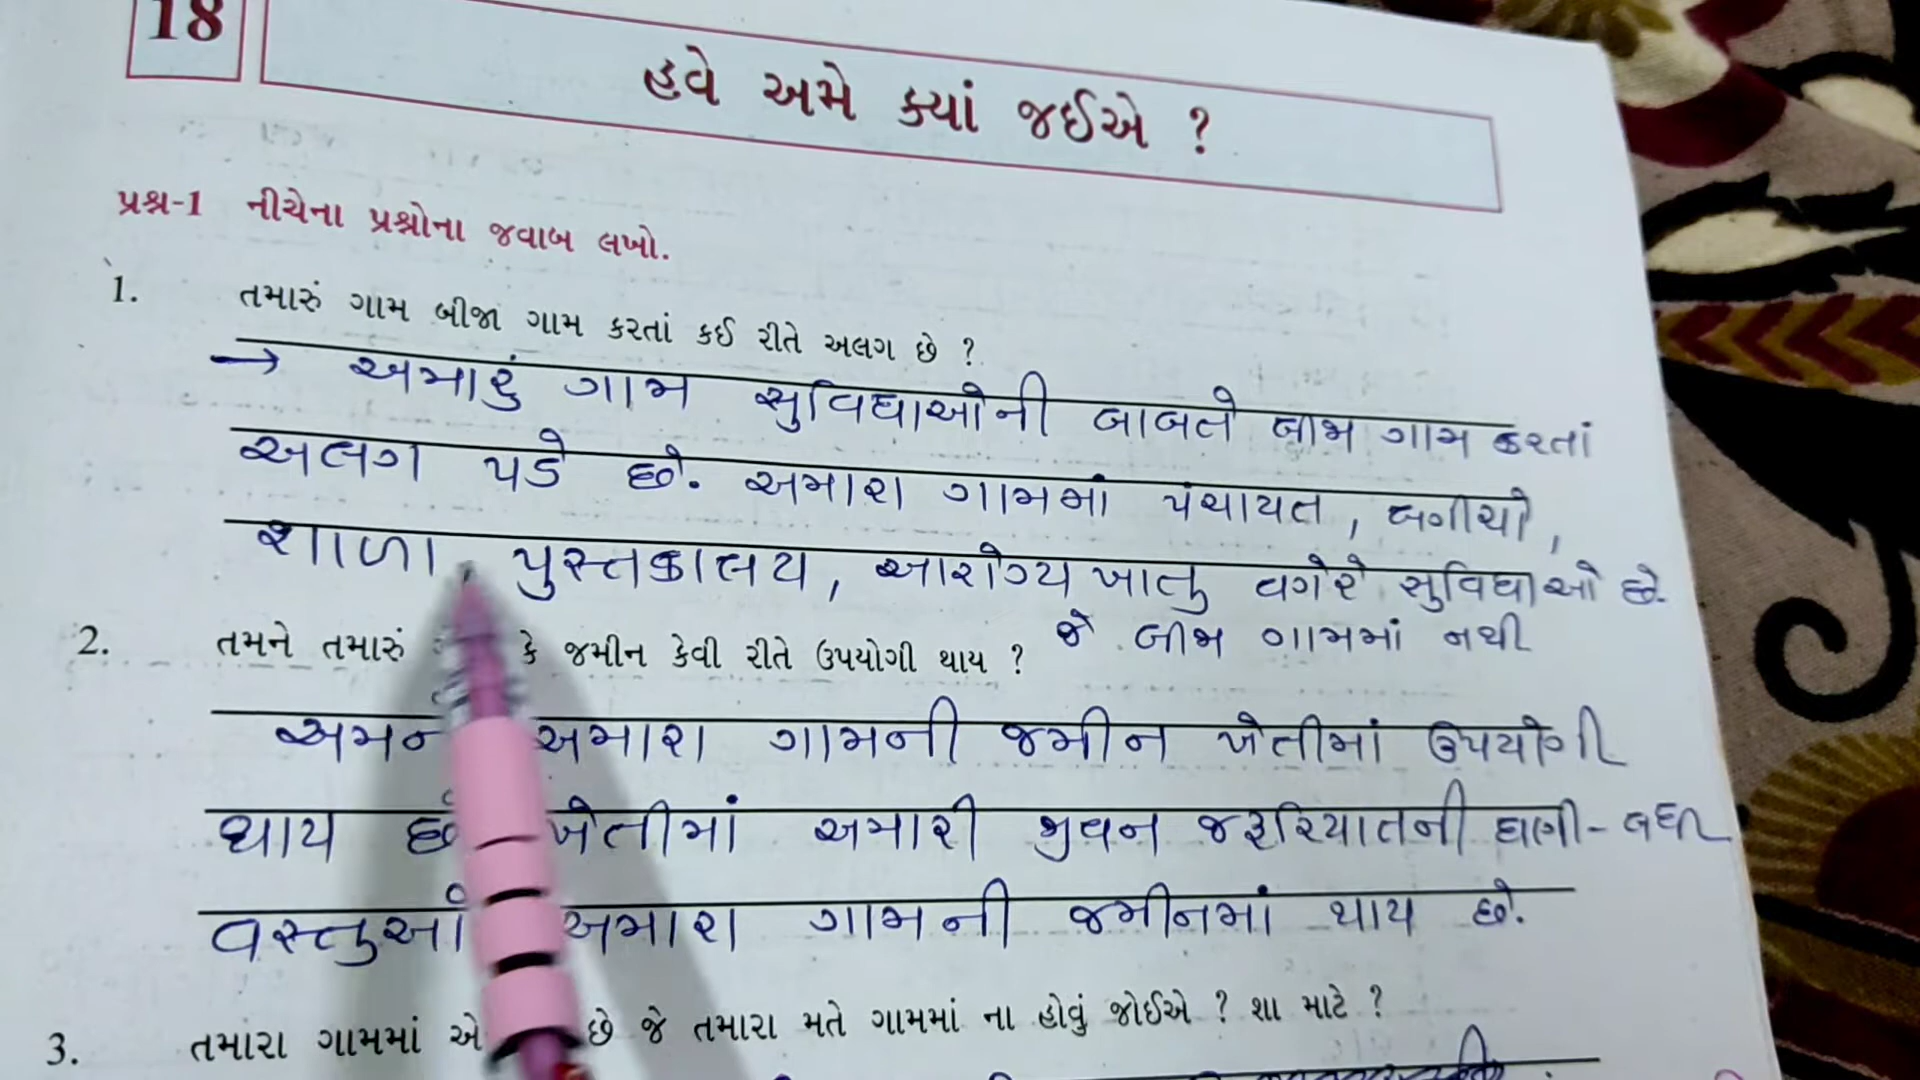 18
હવે અમે ક્યાં જઈએ ?
પ્રશ્ન-1 નીચેના પ્રશ્નોના જવાબ લખો.
1. તમારું ગામ બીજા ગામ કરતાં કઈ રીતે અલગ છે ?
→ અમારું ગામ સુવિધાઓની બાબતે બીજા ગામ કરતાં
અલગ પડે છે. અમારા ગામમાં પંચાયત, બગીચો,
શાળા, પુસ્તકાલય, આરોગ્ય ખાતુ વગેરે સુવિધાઓ છે.
જે બીજા ગામમાં નથી
2. તમને તમારું કે જમીન કેવી રીતે ઉપયોગી થાય ?
અમારા ગામની જમીન ખેતીમાં ઉપયોગી
થાય છે ખેતીમાં અમારી જીવન જરૂરિયાતની ઘણી-બધી
વસ્તુઓ અમારા ગામની જમીનમાં થાય છે.
3. તમારા ગામમાં છે જે તમારા મતે ગામમાં ના હોવું જોઈએ ? શા માટે ?